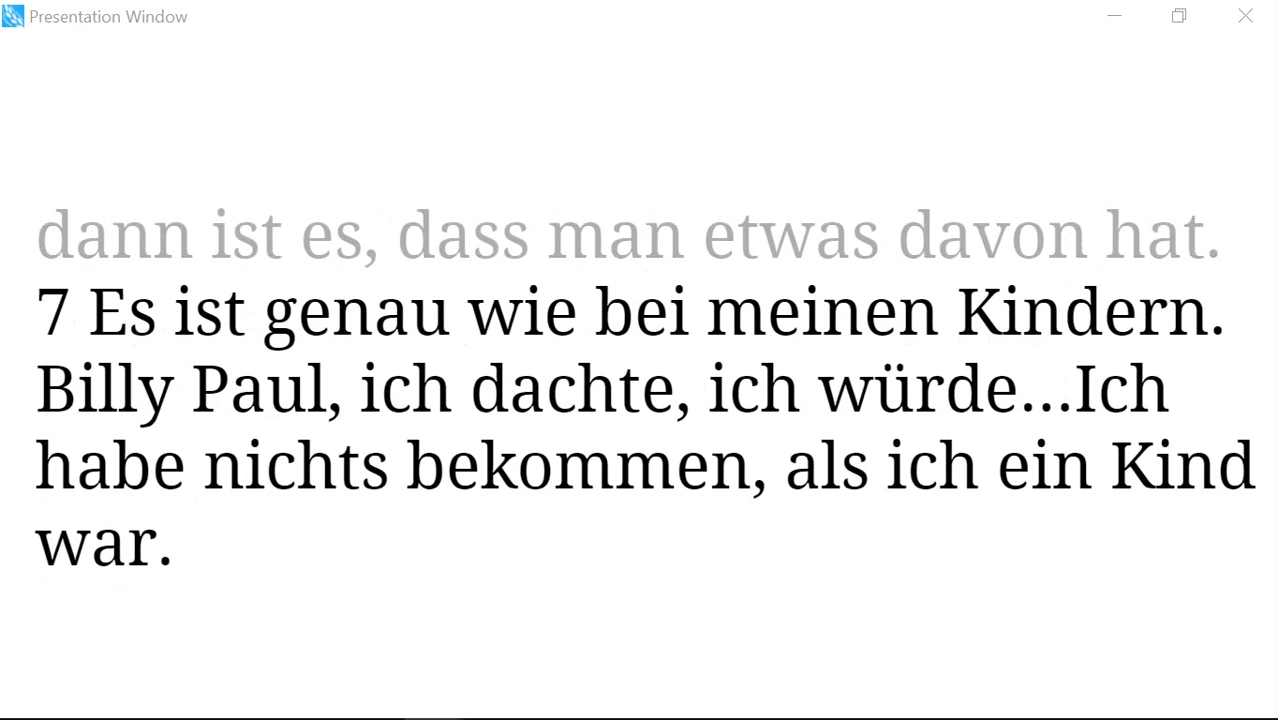 Presentation Window
dann ist es, dass man etwas davon hat.
7 Es ist genau wie bei meinen Kindern.
Billy Paul, ich dachte, ich würde...Ich
habe nichts bekommen, als ich ein Kind
war.